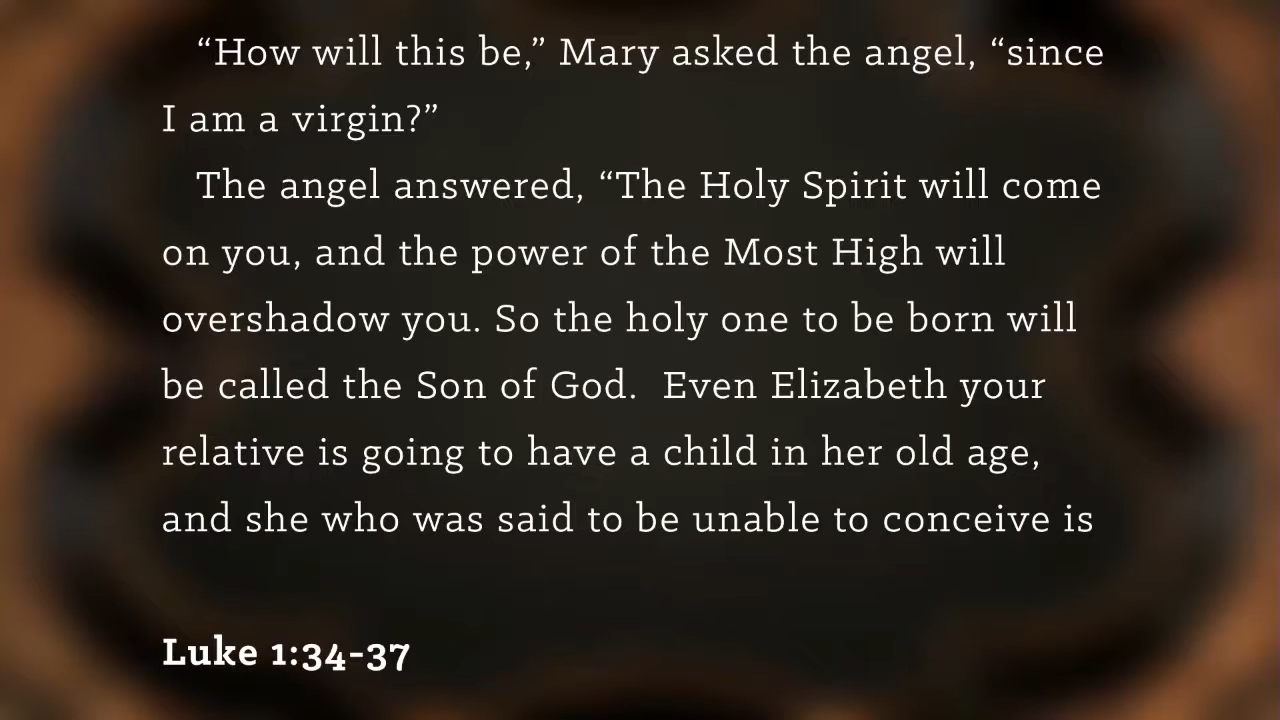 “How will this be,” Mary asked the angel, “since
I am a virgin?”
The angel answered, “The Holy Spirit will come
on you, and the power of the Most High will
overshadow you. So the holy one to be born will
be called the Son of God.  Even Elizabeth your
relative is going to have a child in her old age,
and she who was said to be unable to conceive is
Luke 1:34-37